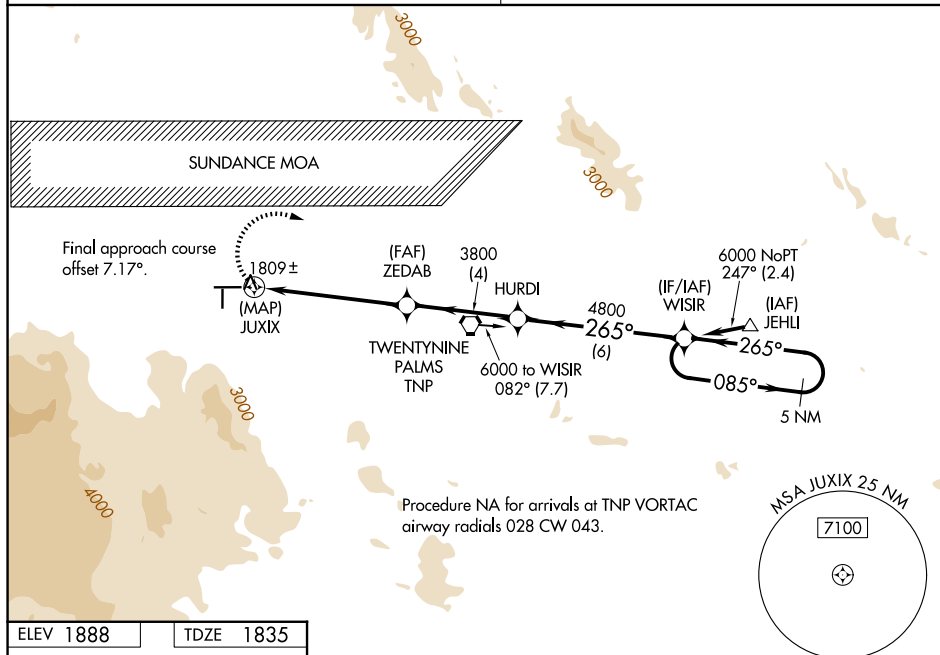 3000
SUNDANCE MOA
3000
Final approach course
offset 7.17°.
1809±
(MAP)
JUXIX
(FAF)
ZEDAB
3800
(4)
HURDI
TWENTYNINE
PALMS
TNP
6000 to WISIR
082° (7.7)
4800
265°
(6)
(IF/IAF)
WISIR
6000 NoPT
247° (2.4)
(IAF)
JEHLI
265°
085°
5 NM
3000
4000
Procedure NA for arrivals at TNP VORTAC
airway radials 028 CW 043.
MSA JUXIX 25 NM
7100
ELEV 1888
TDZE 1835